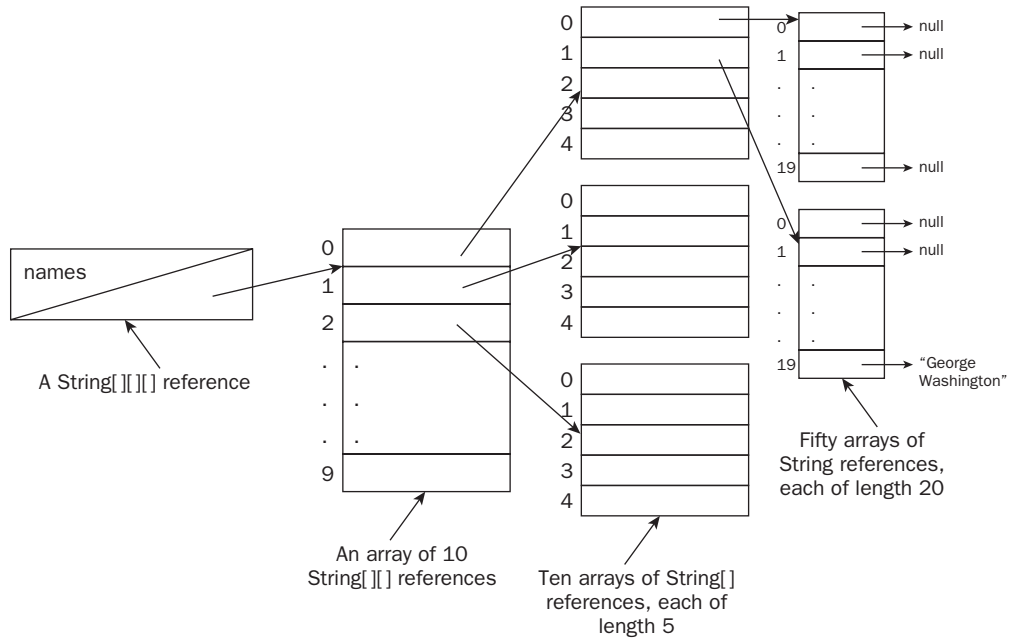 names
A String[][][] reference
0
1
2
.
.
.
9
.
.
.
An array of 10
String[][] references
0
1
2
3
4
0
1
2
3
4
0
1
2
3
4
Ten arrays of String[]
references, each of
length 5
0
null
1
null
. .
. .
. .
19
null
0
null
1
null
. .
. .
. .
19
“George
Washington”
Fifty arrays of
String references,
each of length 20